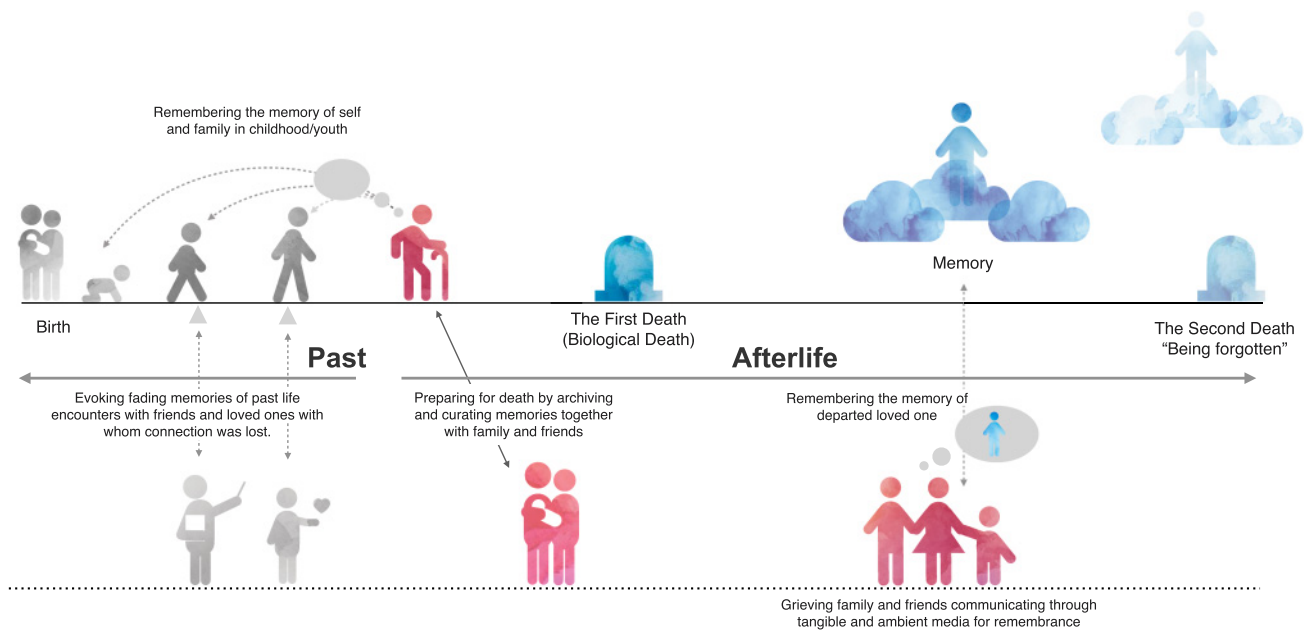 Remembering the memory of self
and family in childhood/youth
Memory
Birth
The First Death
(Biological Death)
The Second Death
“Being forgotten”
Past
Afterlife
Evoking fading memories of past life
encounters with friends and loved ones with
whom connection was lost.
Preparing for death by archiving
and curating memories together
with family and friends
Remembering the memory of
departed loved one
Grieving family and friends communicating through
tangible and ambient media for remembrance